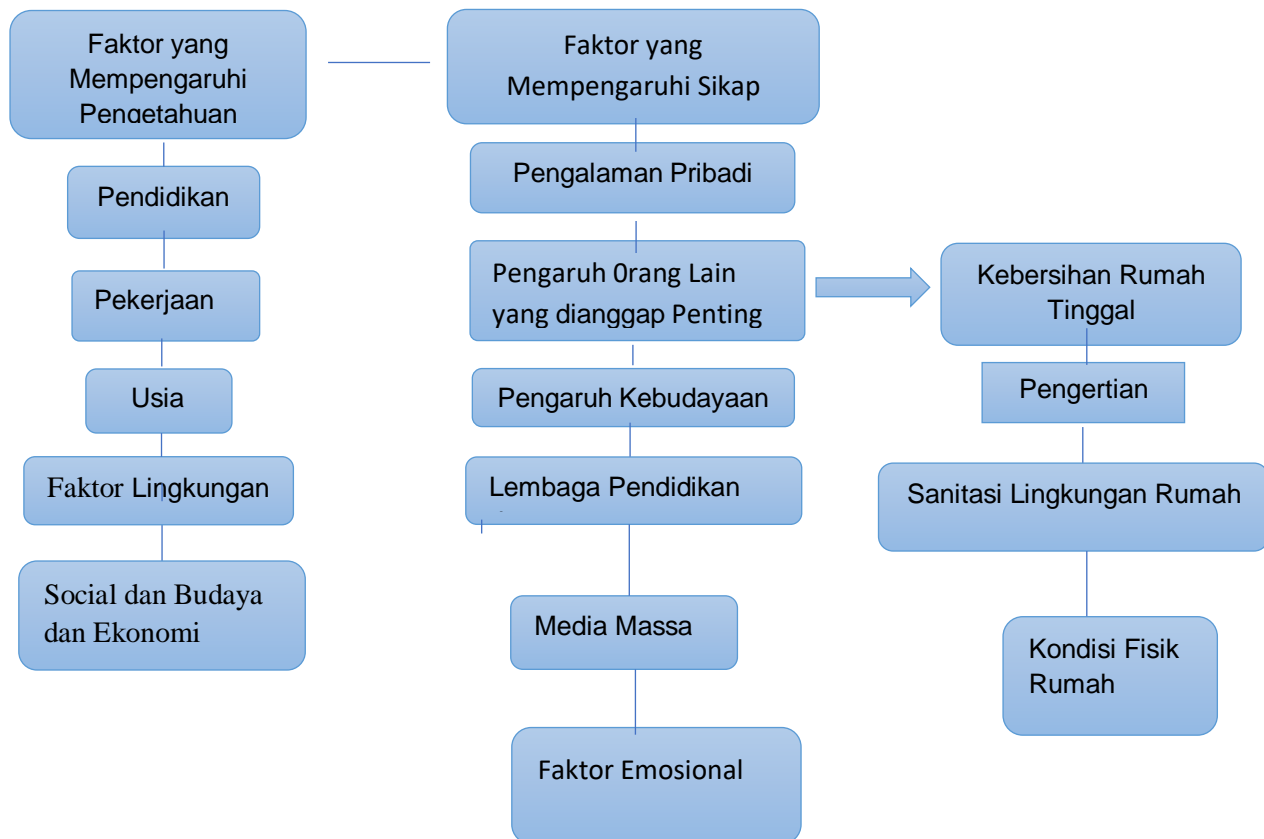 Faktor yang
Mempengaruhi
Pengetahuan
Pendidikan
Pekerjaan
Usia
Faktor Lingkungan
Social dan Budaya
dan Ekonomi
Faktor yang
Mempengaruhi Sikap
Pengalaman Pribadi
Pengaruh 0rang Lain
yang dianggap Penting
Pengaruh Kebudayaan
Lembaga Pendidikan
Media Massa
Faktor Emosional
Kebersihan Rumah
Tinggal
Pengertian
Sanitasi Lingkungan Rumah
Kondisi Fisik
Rumah